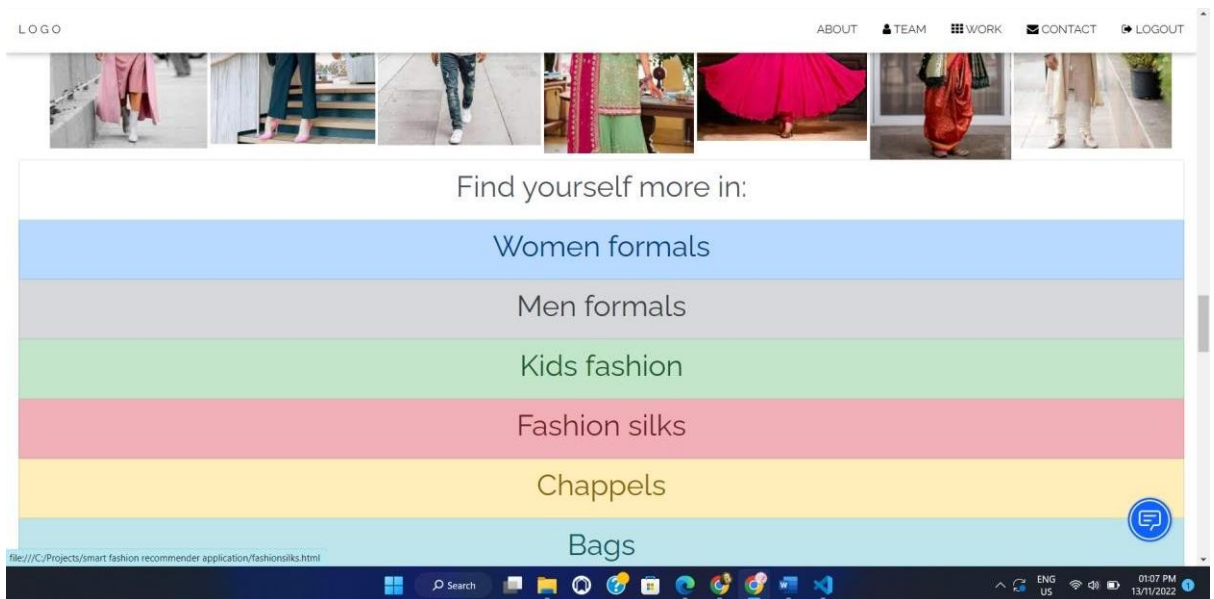 LOGO ABOUT TEAM WORK CONTACT LOGOUT
Find yourself more in:
Women formals
Men formals
Kids fashion
Fashion silks
Chappels
Bags
file:///C:/Projects/smart fashion recommender application/fashionsilks.html
Search ENG 01:07 PM
US 13/11/2022 1